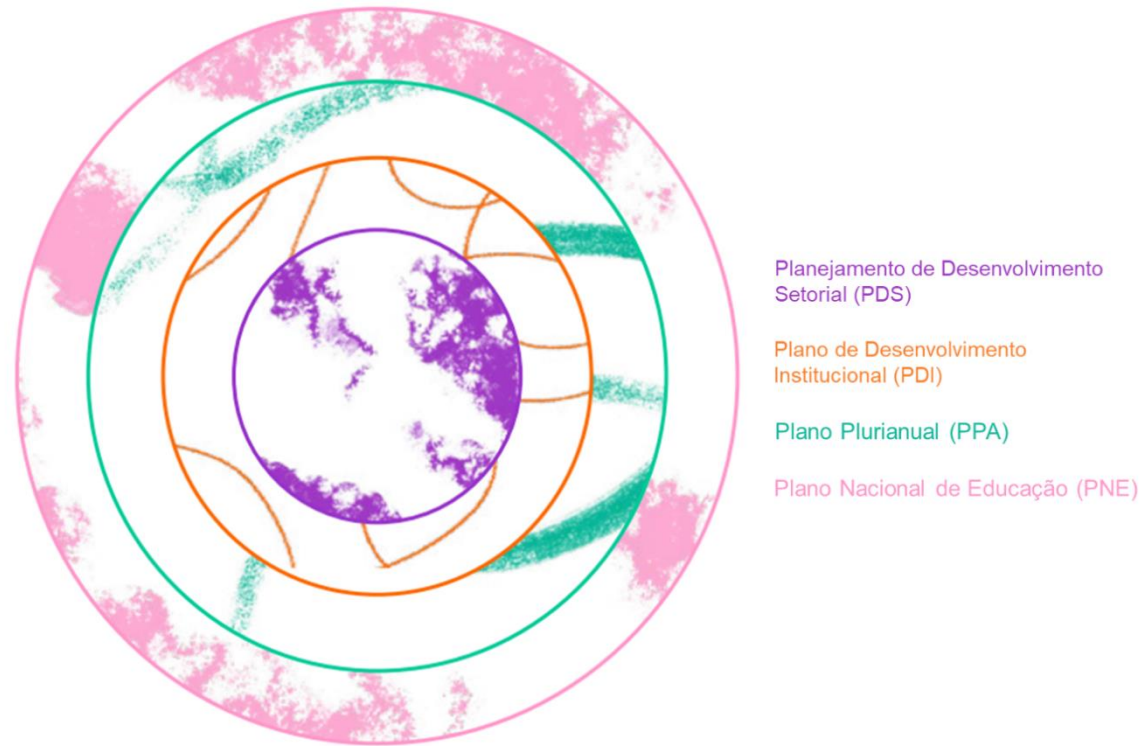 Planejamento de Desenvolvimento
Setorial (PDS)
Plano de Desenvolvimento
Institucional (PDI)
Plano Plurianual (PPA)
Plano Nacional de Educação (PNE)